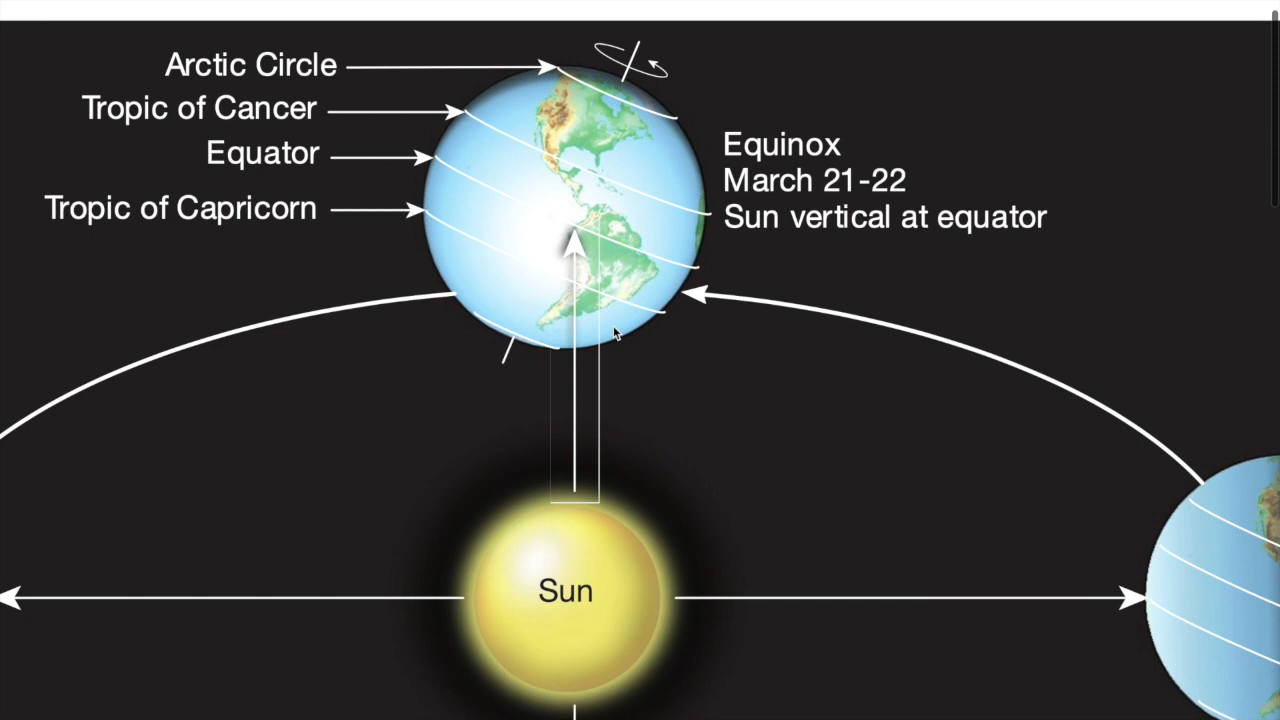 Arctic Circle
Tropic of Cancer
Equator
Tropic of Capricorn
Equinox
March 21-22
Sun vertical at equator
Sun